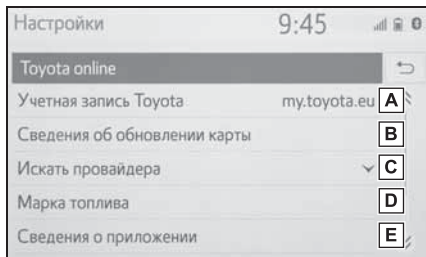 Настройки 9:45
Toyota online
Учетная запись Toyota my.toyota.eu A
Сведения об обновлении карты B
Искать провайдера C
Марка топлива D
Сведения о приложении E